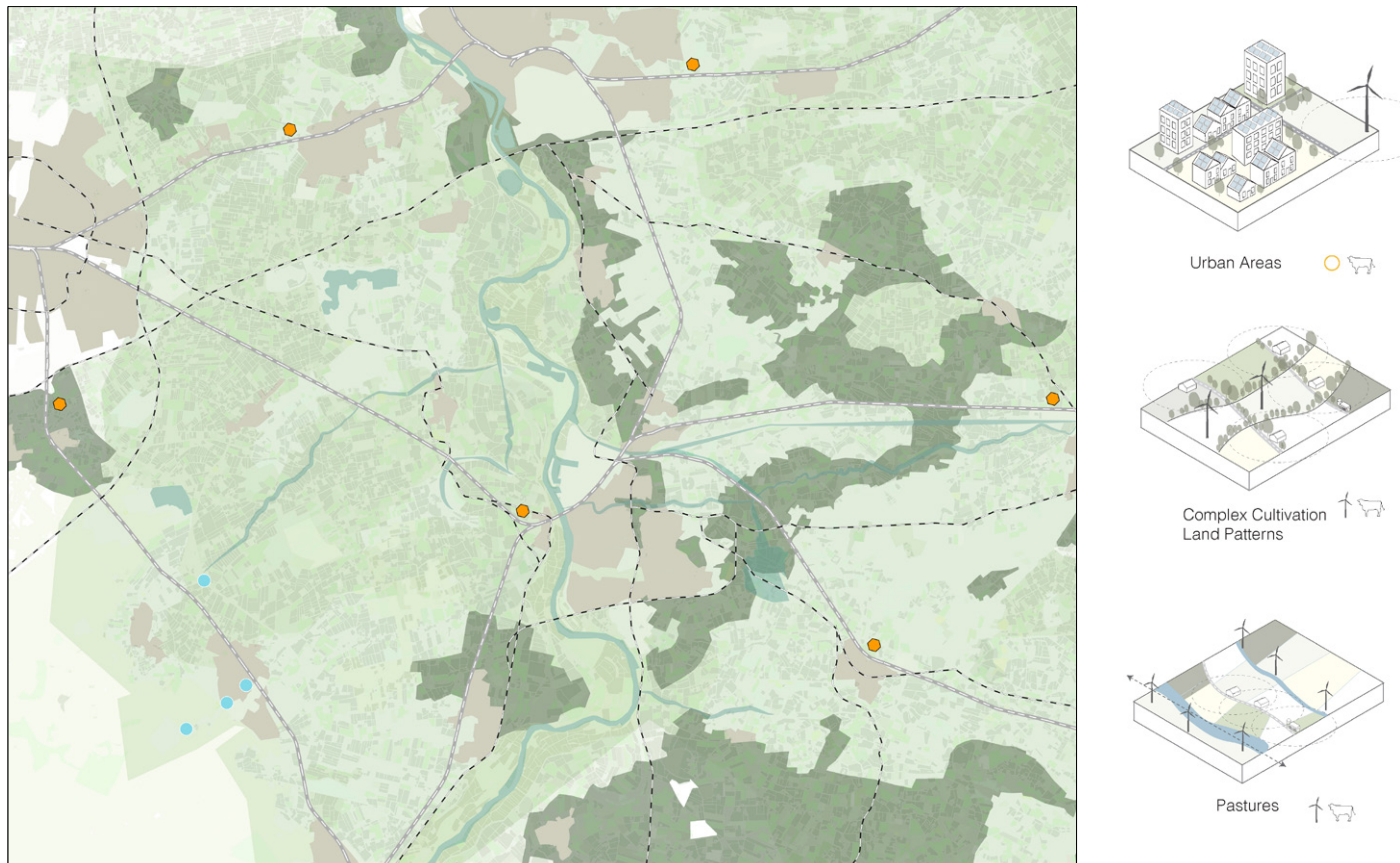 Urban Areas
Complex Cultivation
Land Patterns
Pastures